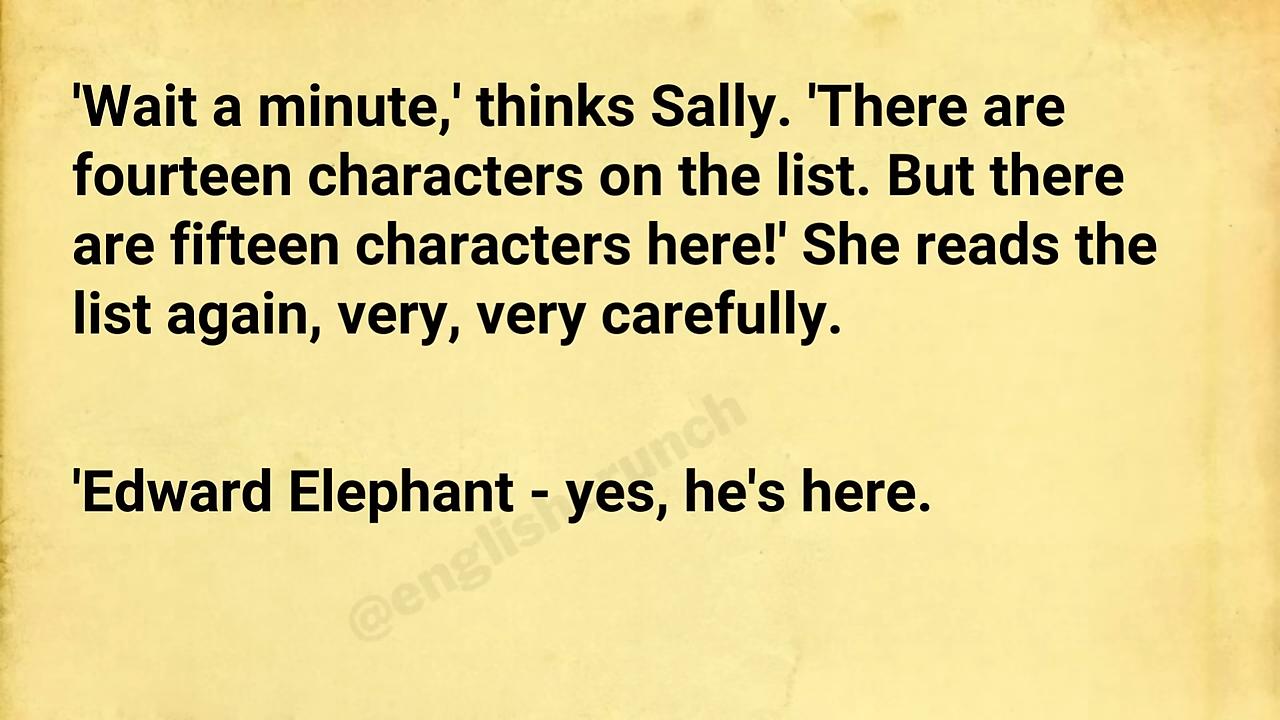 'Wait a minute,' thinks Sally. 'There are
fourteen characters on the list. But there
are fifteen characters here!' She reads the
list again, very, very carefully.
'Edward Elephant - yes, he's here.